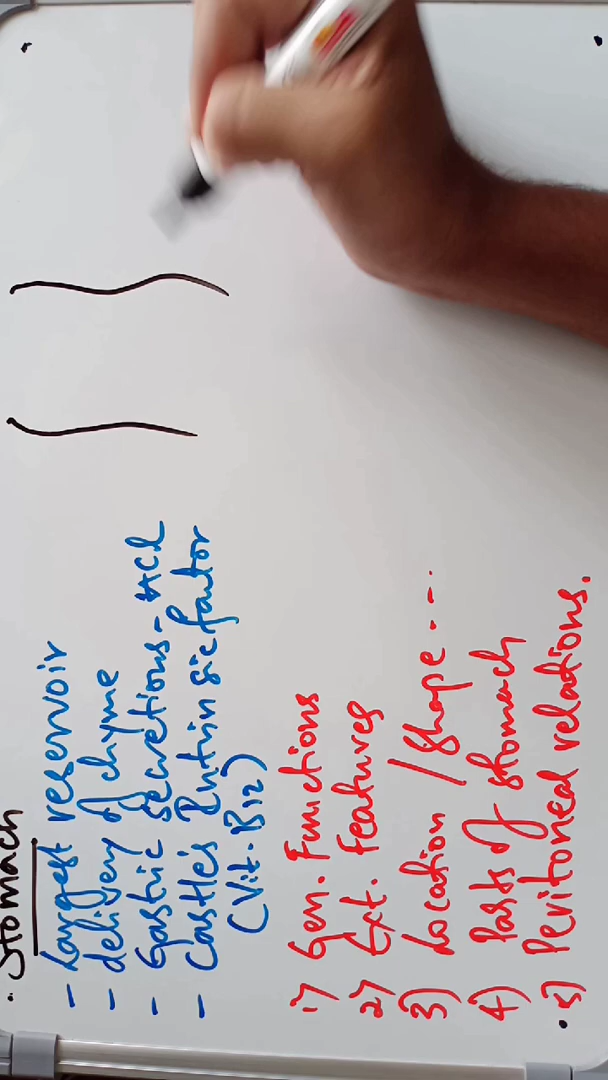 . Stomach
- Largest reservoir
- delivery of chyme
- Gastric secretions - HCl
- Castle's Intrinsic factor
(Vit. B12)
1) Gen. Functions
2) Ext. Features
3) Location / Shape - - -
4) Parts of stomach
5) Peritoneal relations.